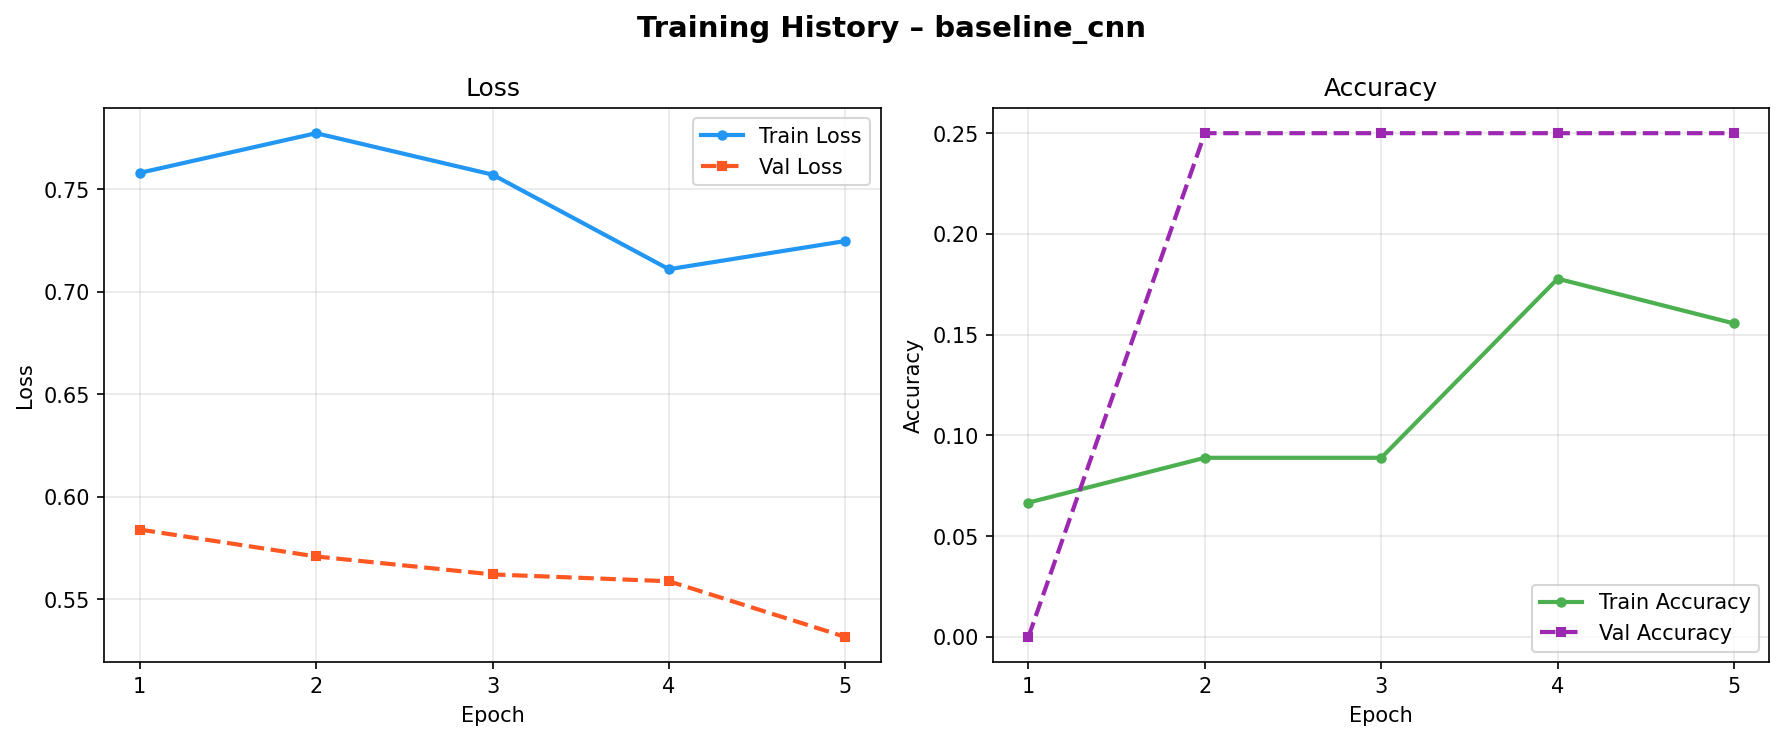 Training History – baseline_cnn
Loss
Train Loss
Val Loss
0.75
0.70
0.65
0.60
0.55
Loss
1 2 3 4 5
Epoch
Accuracy
0.25
0.20
0.15
0.10
0.05
0.00
Accuracy
Train Accuracy
Val Accuracy
1 2 3 4 5
Epoch